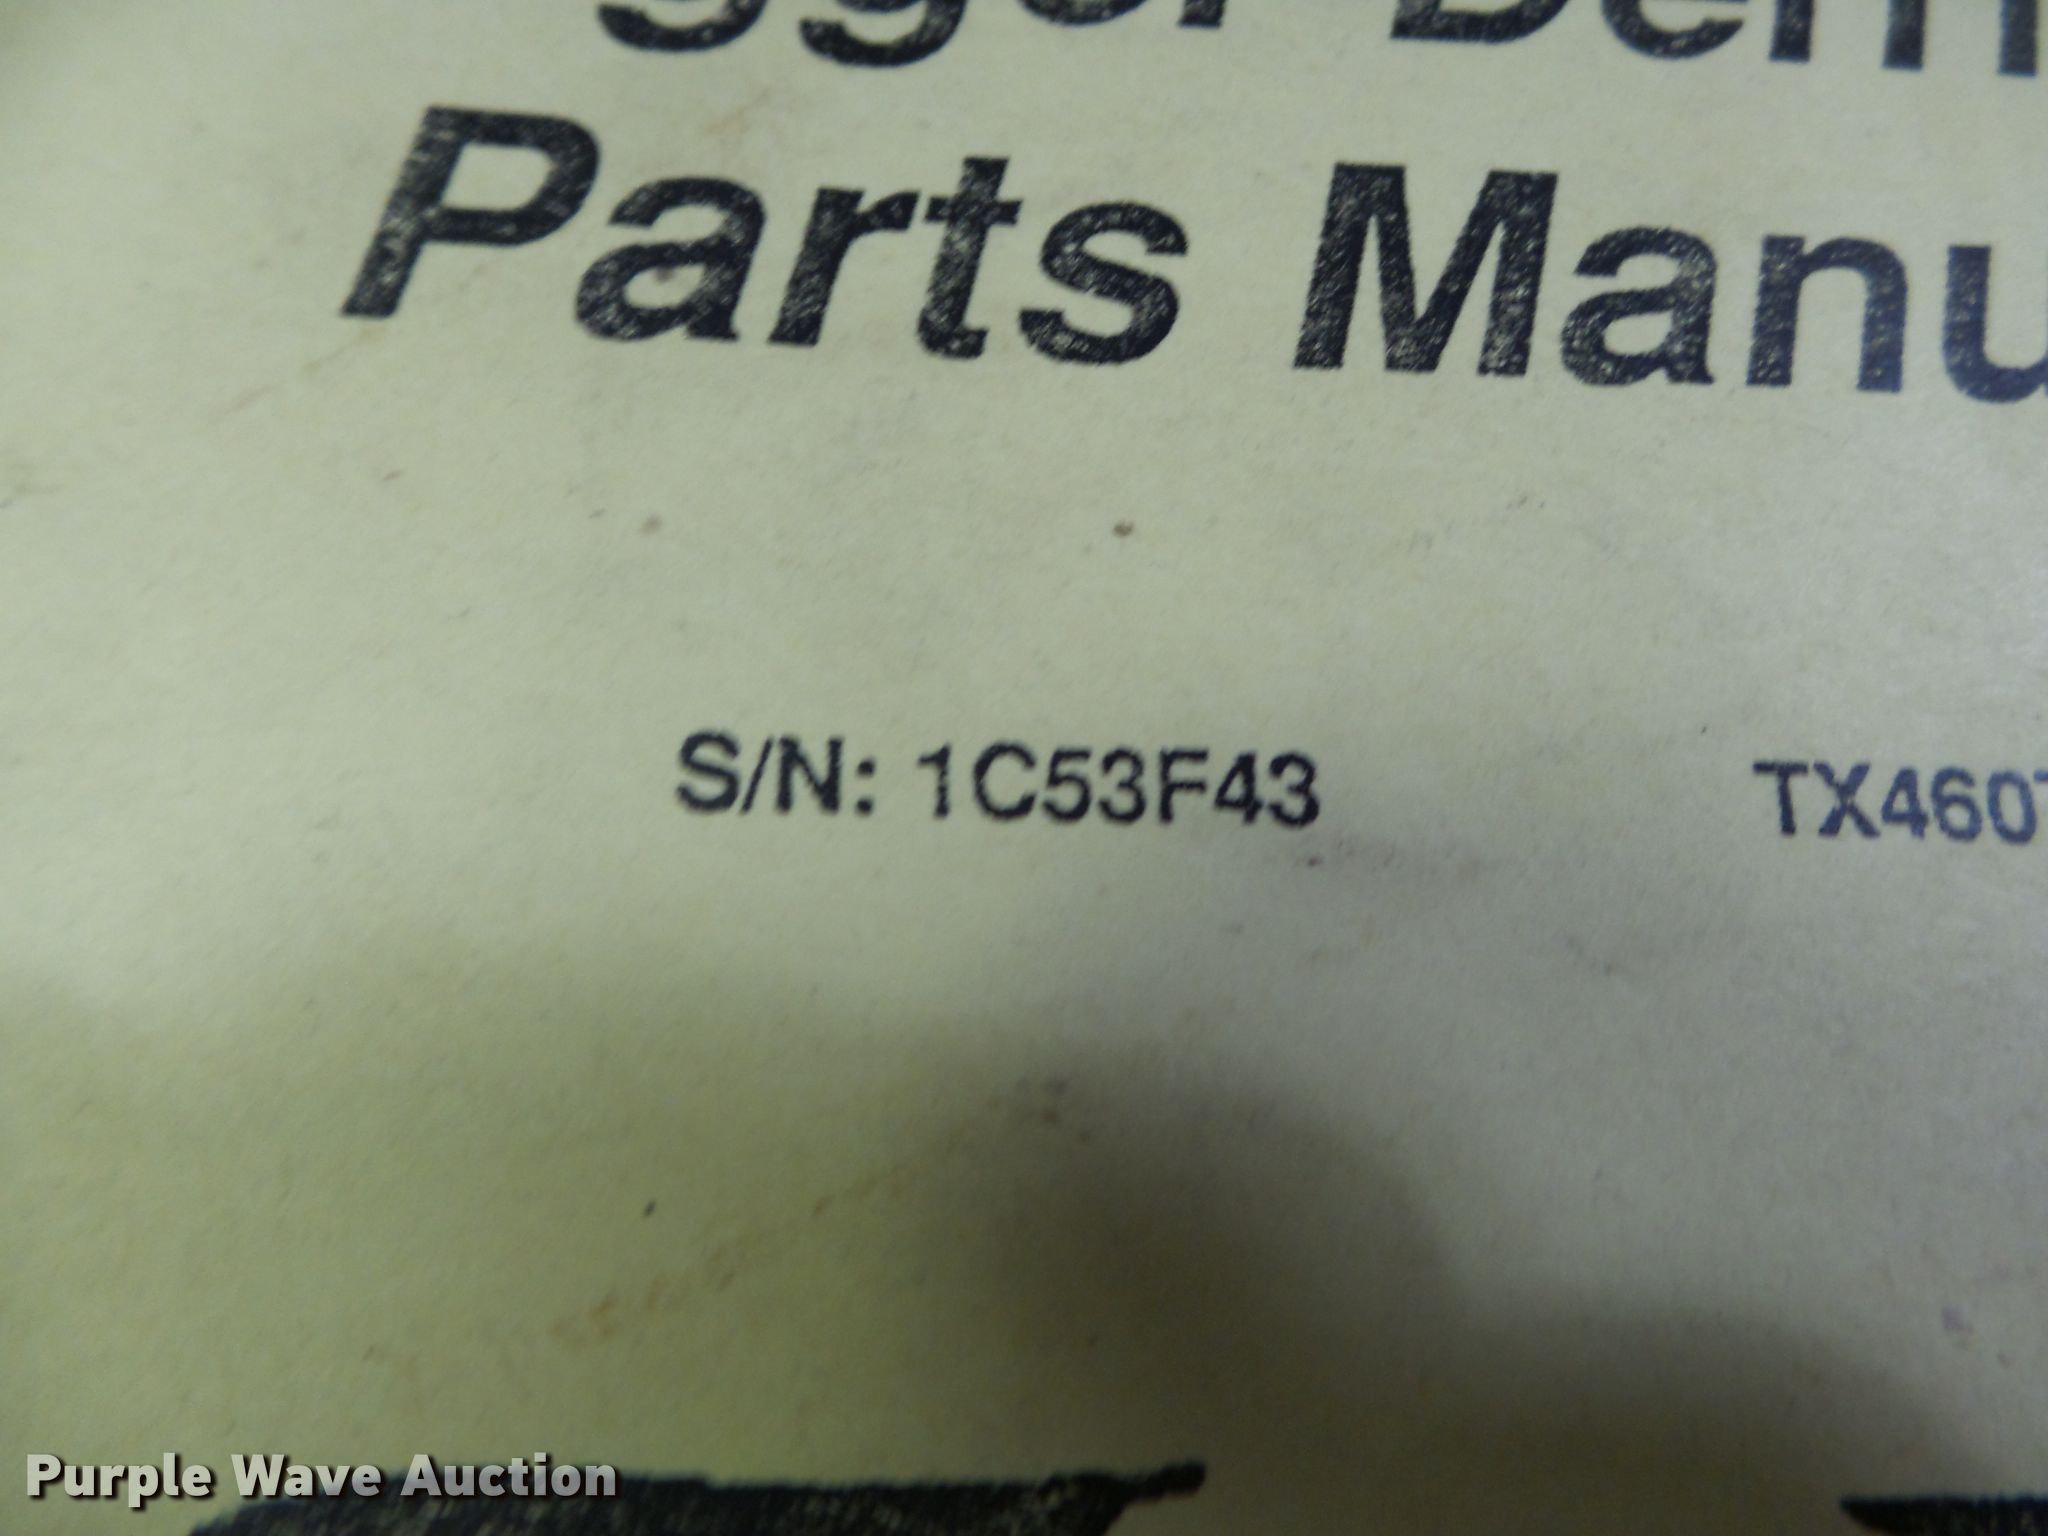 Parts Manu
S/N: 1C53F43 TX460
Purple Wave Auction